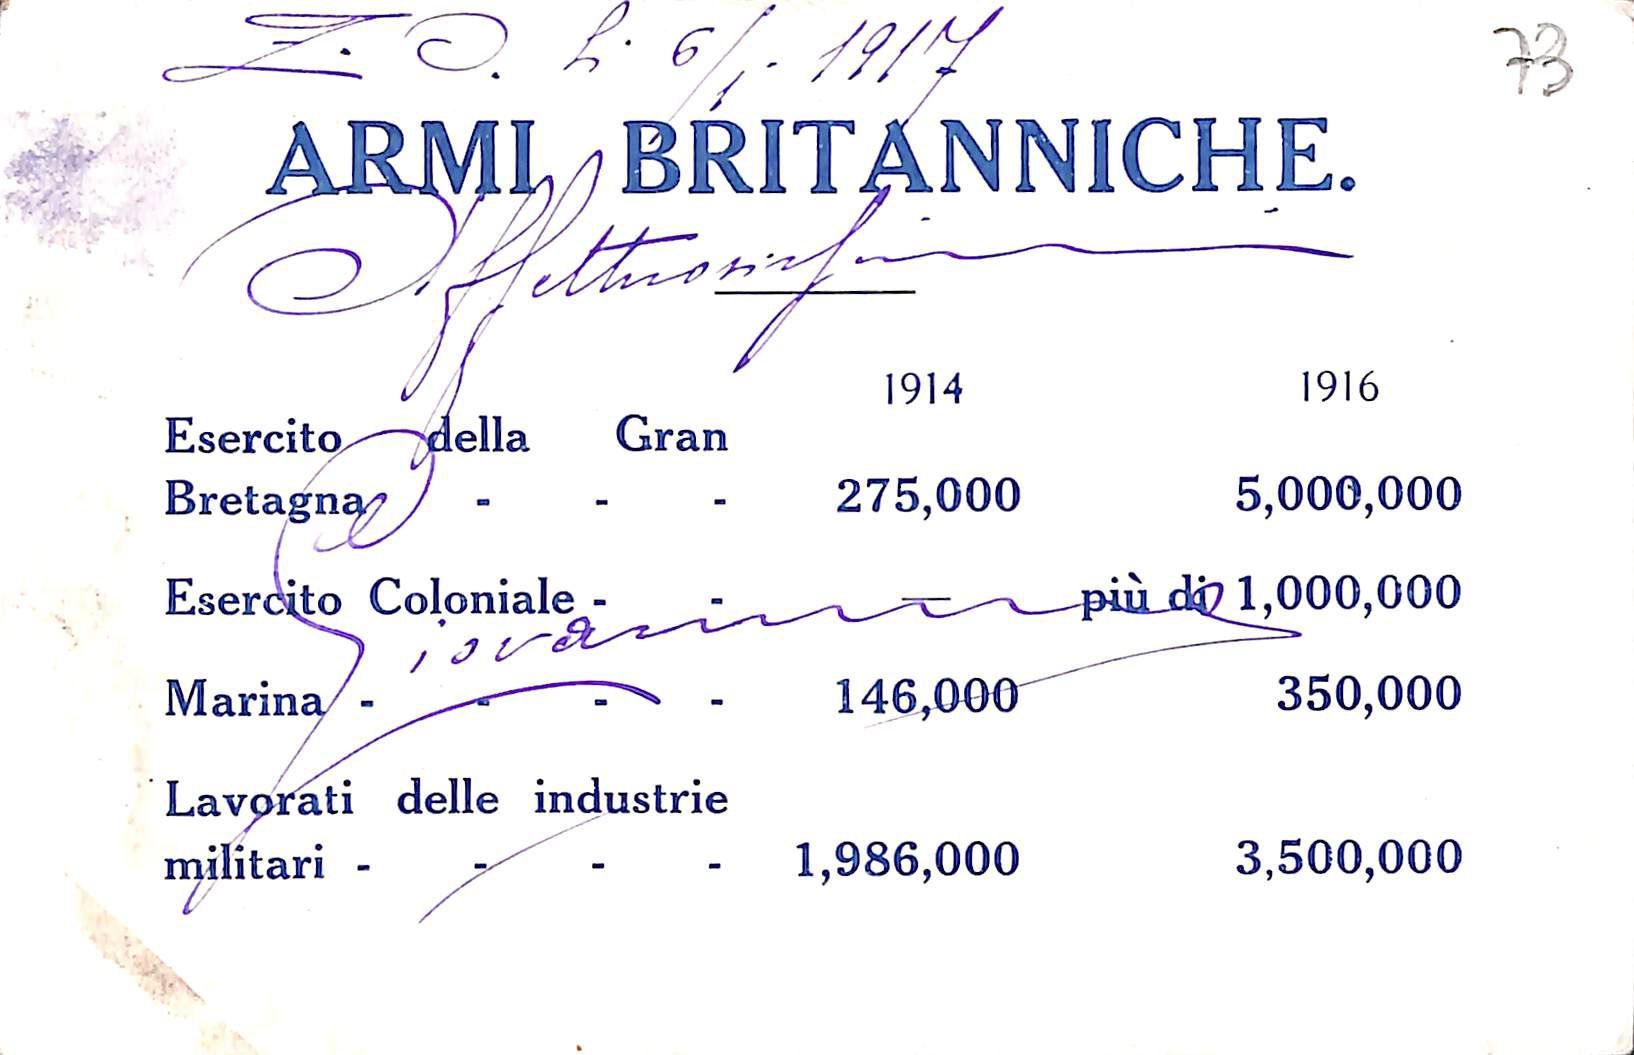 Z. O. li 6/1. 1917
73
ARMI BRITANNICHE.
Affettuosissimi
1914 1916
Esercito della Gran
Bretagna - - - 275,000 5,000,000
Esercito Coloniale - - — più di 1,000,000
Giovanni
Marina - - - - 146,000 350,000
Lavorati delle industrie
militari - - - - 1,986,000 3,500,000